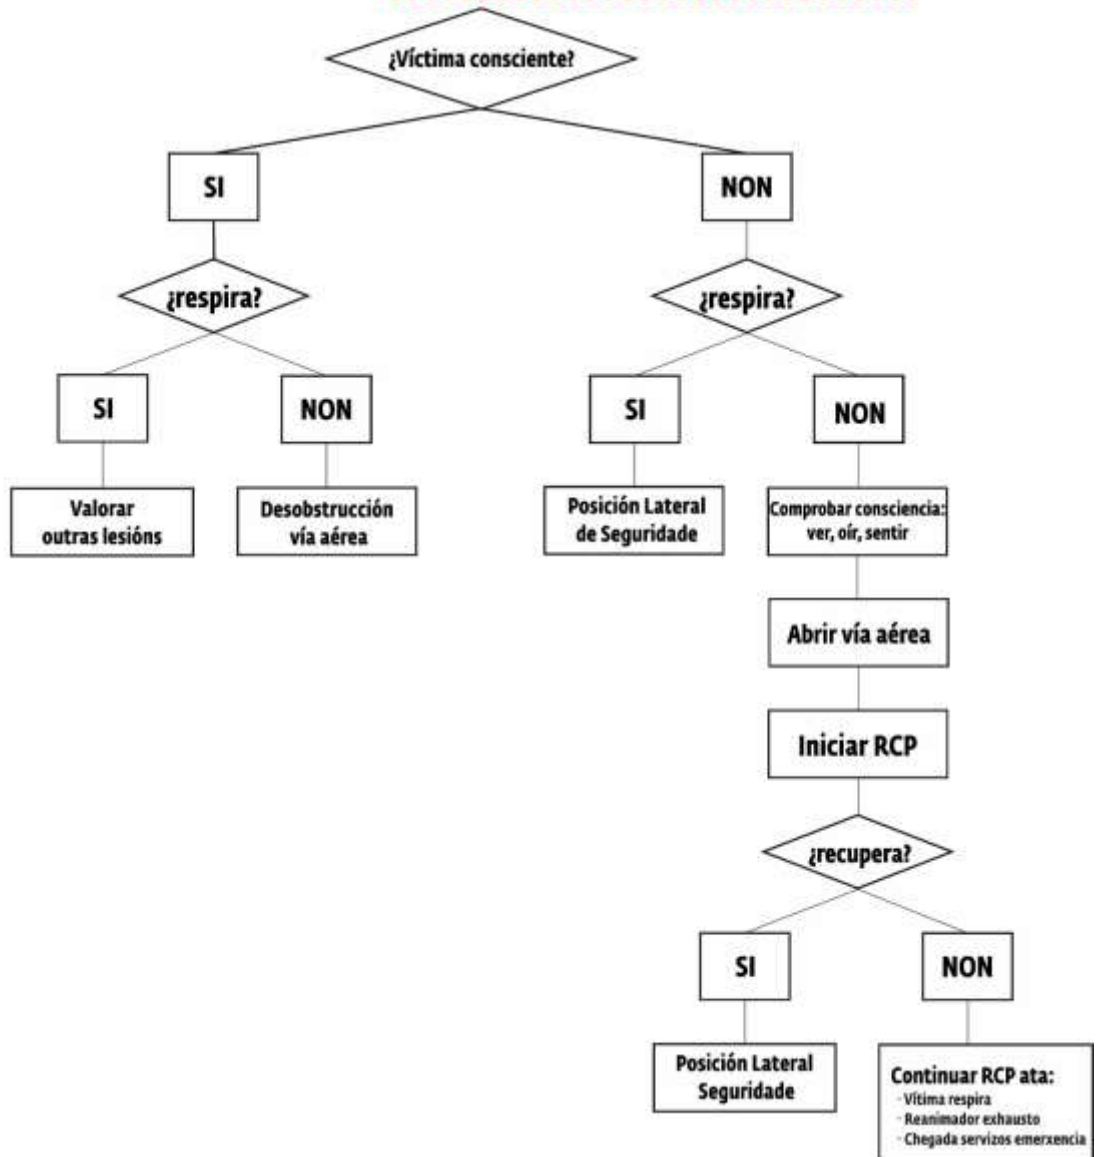 ¿Víctima consciente?
SI
NON
¿respira?
¿respira?
SI
NON
SI
NON
Valorar
outras lesións
Desobstrucción
vía aérea
Posición Lateral
de Seguridade
Comprobar consciencia:
ver, oír, sentir
Abrir vía aérea
Iniciar RCP
¿recupera?
SI
NON
Posición Lateral
Seguridade
Continuar RCP ata:
- Vítima respira
- Reanimador exhausto
- Chegada servizos emerxencia